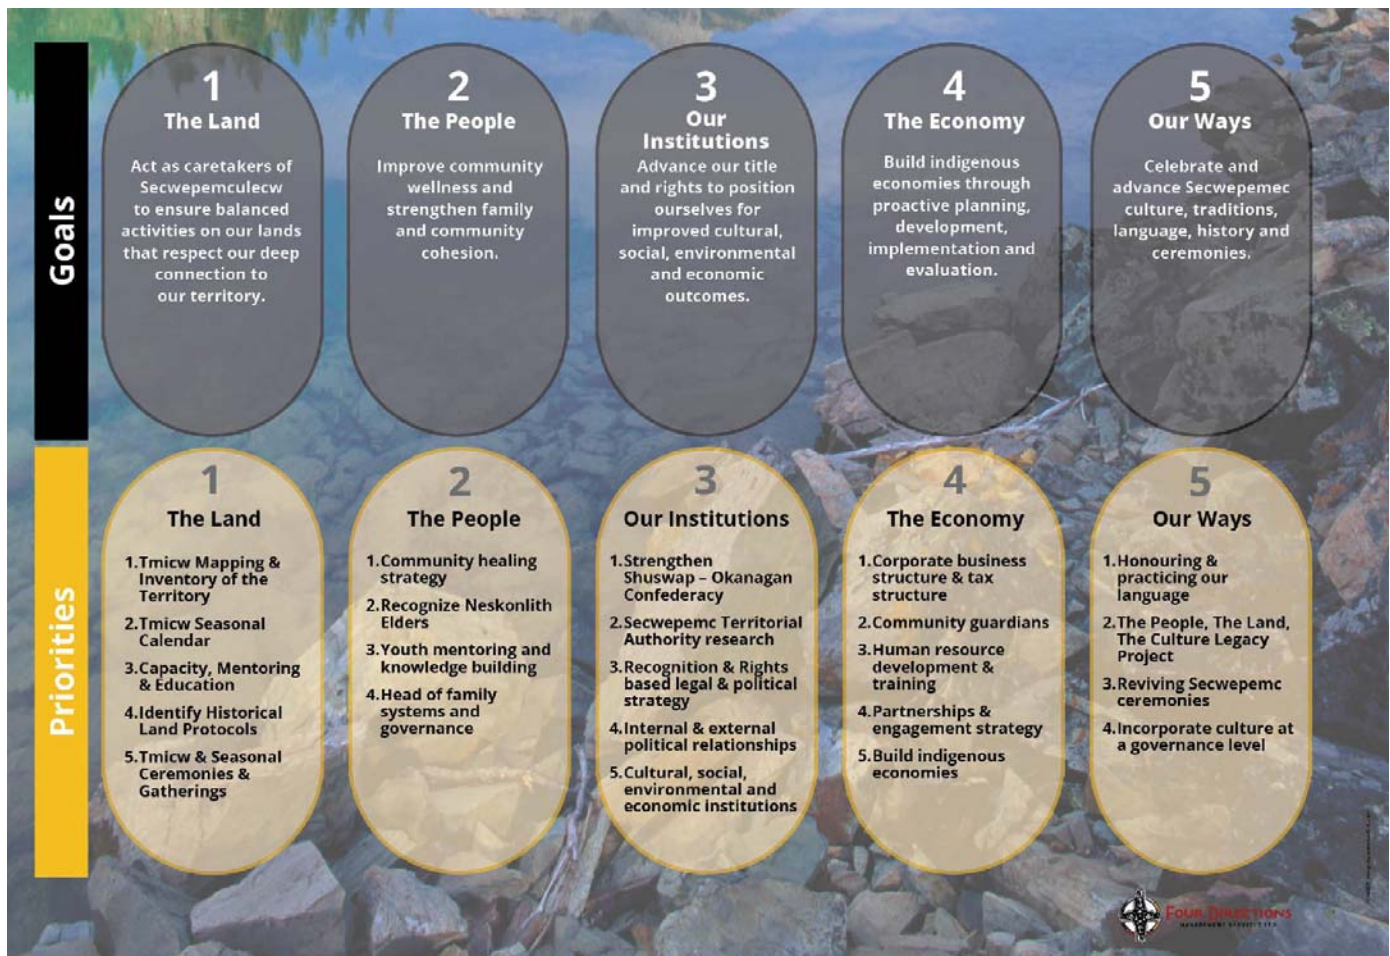 Goals
1
The Land
Act as caretakers of
Secwepemculecw
to ensure balanced
activities on our lands
that respect our deep
connection to
our territory.
2
The People
Improve community
wellness and
strengthen family
and community
cohesion.
3
Our
Institutions
Advance our title
and rights to position
ourselves for
improved cultural,
social, environmental
and economic
outcomes.
4
The Economy
Build indigenous
economies through
proactive planning,
development,
implementation and
evaluation.
5
Our Ways
Celebrate and
advance Secwepemec
culture, traditions,
language, history and
ceremonies.
Priorities
1
The Land
1.Tmicw Mapping &
Inventory of the
Territory
2.Tmicw Seasonal
Calendar
3.Capacity, Mentoring
& Education
4.Identify Historical
Land Protocols
5.Tmicw & Seasonal
Ceremonies &
Gatherings
2
The People
1.Community healing
strategy
2.Recognize Neskonlith
Elders
3.Youth mentoring and
knowledge building
4.Head of family
systems and
governance
3
Our Institutions
1.Strengthen
Shuswap – Okanagan
Confederacy
2.Secwepemc Territorial
Authority research
3.Recognition & Rights
based legal & political
strategy
4.Internal & external
political relationships
5.Cultural, social,
environmental and
economic institutions
4
The Economy
1.Corporate business
structure & tax
structure
2.Community guardians
3.Human resource
development &
training
4.Partnerships &
engagement strategy
5.Build indigenous
economies
5
Our Ways
1.Honouring &
practicing our
language
2.The People, The Land,
The Culture Legacy
Project
3.Reviving Secwepemc
ceremonies
4.Incorporate culture at
a governance level
Four Directions
MANAGEMENT SERVICES LTD.